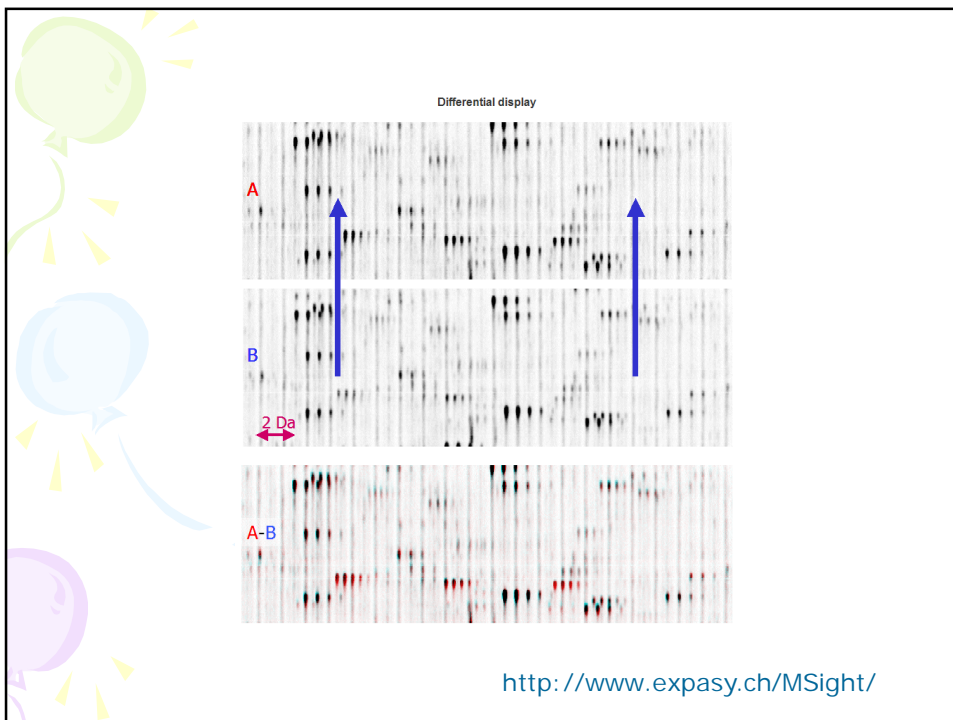 Differential display
A
B
2 Da
A-B
http://www.expasy.ch/MSight/